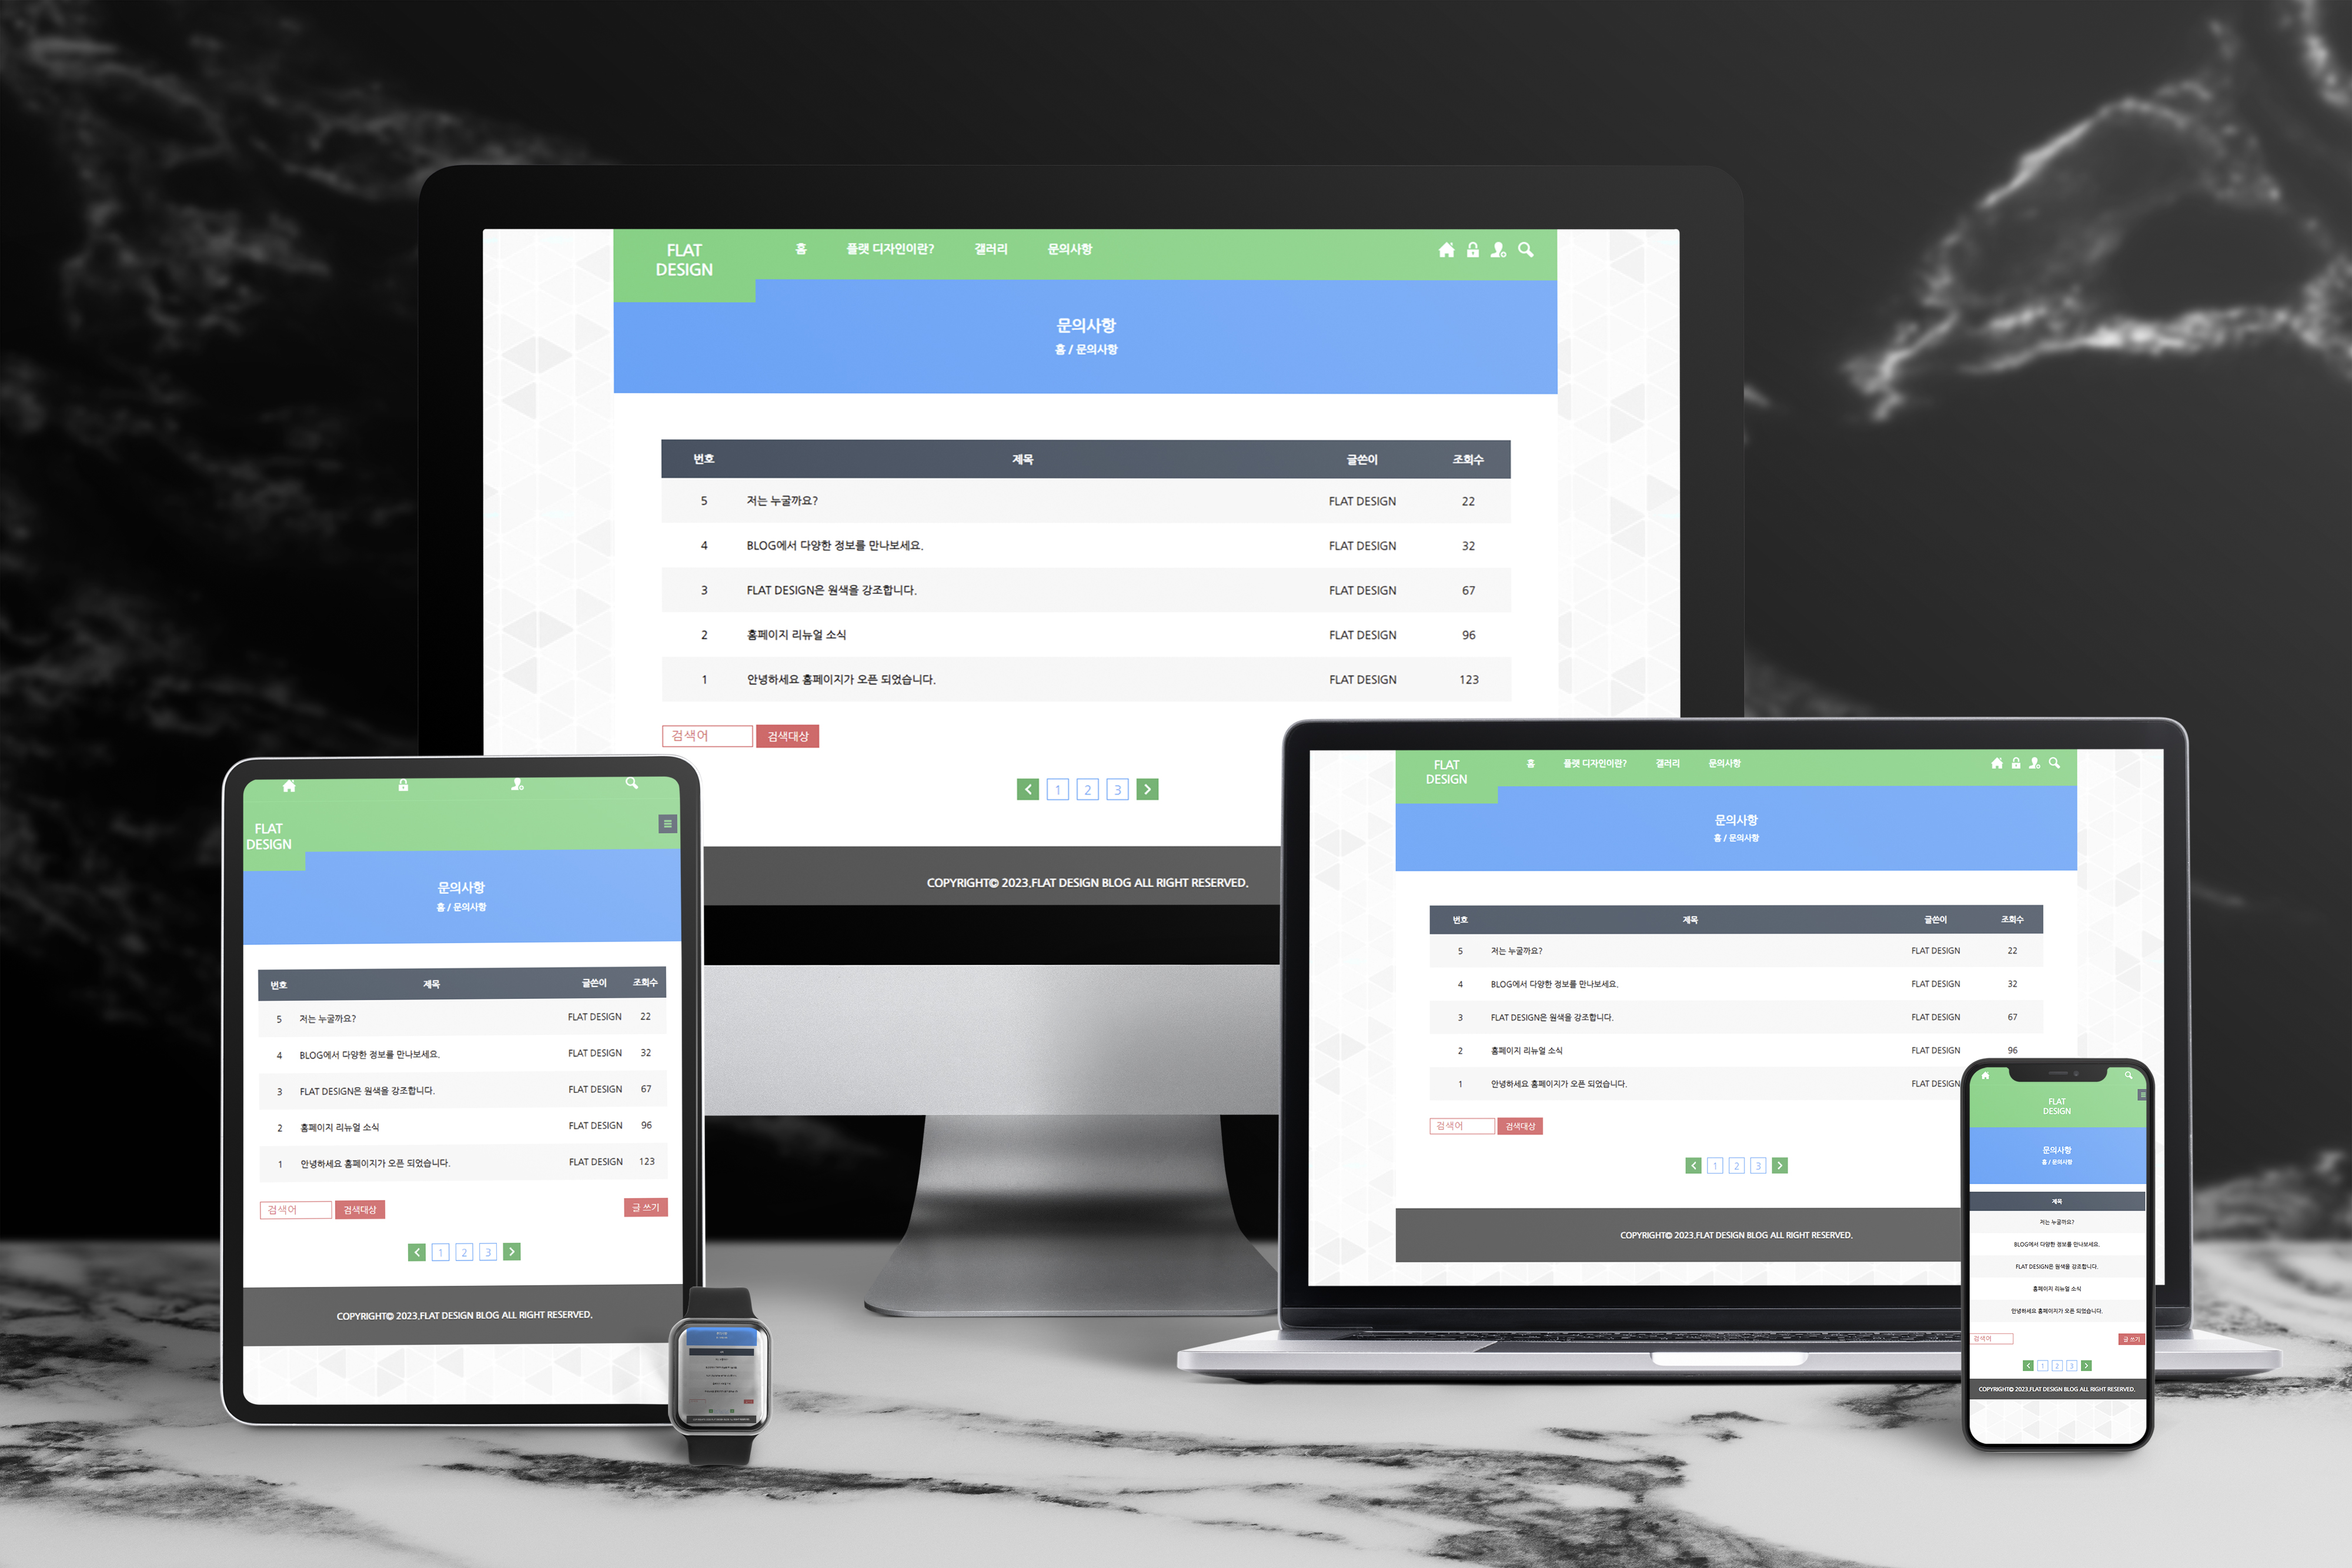 FLAT
DESIGN
홈 플랫 디자인이란? 갤러리 문의사항
문의사항
홈 / 문의사항
번호 제목 글쓴이 조회수
5 저는 누굴까요? FLAT DESIGN 22
4 BLOG에서 다양한 정보를 만나보세요. FLAT DESIGN 32
3 FLAT DESIGN은 원색을 강조합니다. FLAT DESIGN 67
2 홈페이지 리뉴얼 소식 FLAT DESIGN 96
1 안녕하세요 홈페이지가 오픈 되었습니다. FLAT DESIGN 123
검색어 검색대상
1 2 3
COPYRIGHT© 2023.FLAT DESIGN BLOG ALL RIGHT RESERVED.
FLAT
DESIGN
문의사항
홈 / 문의사항
번호 제목 글쓴이 조회수
5 저는 누굴까요? FLAT DESIGN 22
4 BLOG에서 다양한 정보를 만나보세요. FLAT DESIGN 32
3 FLAT DESIGN은 원색을 강조합니다. FLAT DESIGN 67
2 홈페이지 리뉴얼 소식 FLAT DESIGN 96
1 안녕하세요 홈페이지가 오픈 되었습니다. FLAT DESIGN 123
검색어 검색대상 글 쓰기
1 2 3
COPYRIGHT© 2023.FLAT DESIGN BLOG ALL RIGHT RESERVED.
FLAT
DESIGN
홈 플랫 디자인이란? 갤러리 문의사항
문의사항
홈 / 문의사항
번호 제목 글쓴이 조회수
5 저는 누굴까요? FLAT DESIGN 22
4 BLOG에서 다양한 정보를 만나보세요. FLAT DESIGN 32
3 FLAT DESIGN은 원색을 강조합니다. FLAT DESIGN 67
2 홈페이지 리뉴얼 소식 FLAT DESIGN 96
1 안녕하세요 홈페이지가 오픈 되었습니다. FLAT DESIGN
검색어 검색대상
1 2 3
COPYRIGHT© 2023.FLAT DESIGN BLOG ALL RIGHT RESERVED.
FLAT
DESIGN
문의사항
홈 / 문의사항
제목
저는 누굴까요?
BLOG에서 다양한 정보를 만나보세요.
FLAT DESIGN은 원색을 강조합니다.
홈페이지 리뉴얼 소식
안녕하세요 홈페이지가 오픈 되었습니다.
검색어 글 쓰기
1 2 3
COPYRIGHT© 2023.FLAT DESIGN BLOG ALL RIGHT RESERVED.